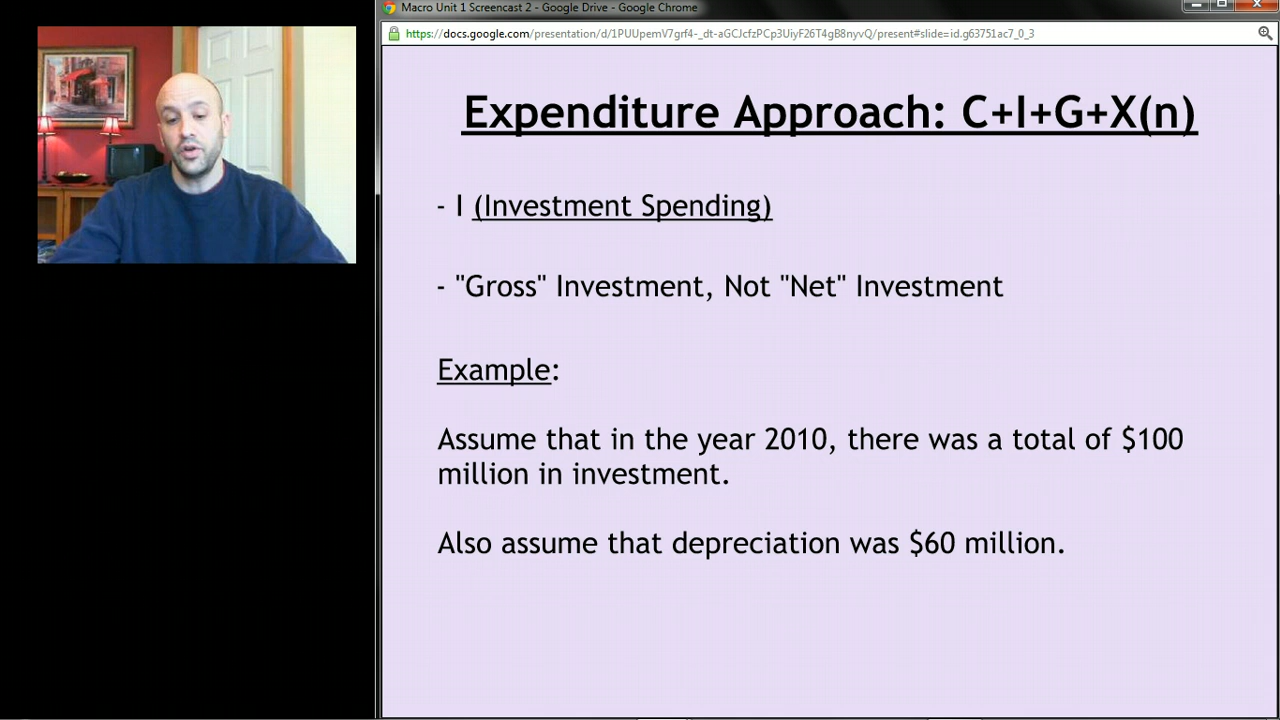 Macro Unit 1 Screencast 2 - Google Drive - Google Chrome
https://docs.google.com/presentation/d/1PUUpemV7grf4-_dt-aGCJcfzPCp3UiyF26T4gB8nyvQ/present#slide=id.g63751ac7_0_3
Expenditure Approach: C+I+G+X(n)
- I (Investment Spending)
- "Gross" Investment, Not "Net" Investment
Example:
Assume that in the year 2010, there was a total of $100
million in investment.
Also assume that depreciation was $60 million.